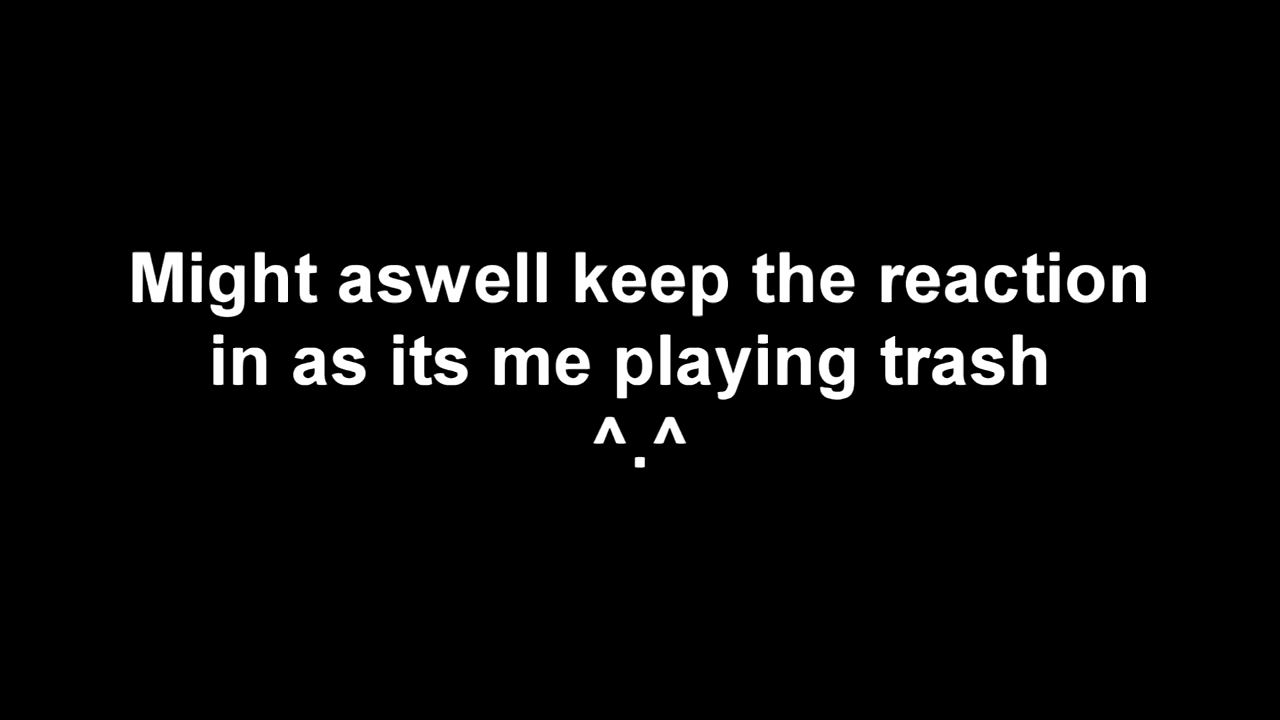 Might aswell keep the reaction
in as its me playing trash
^.^